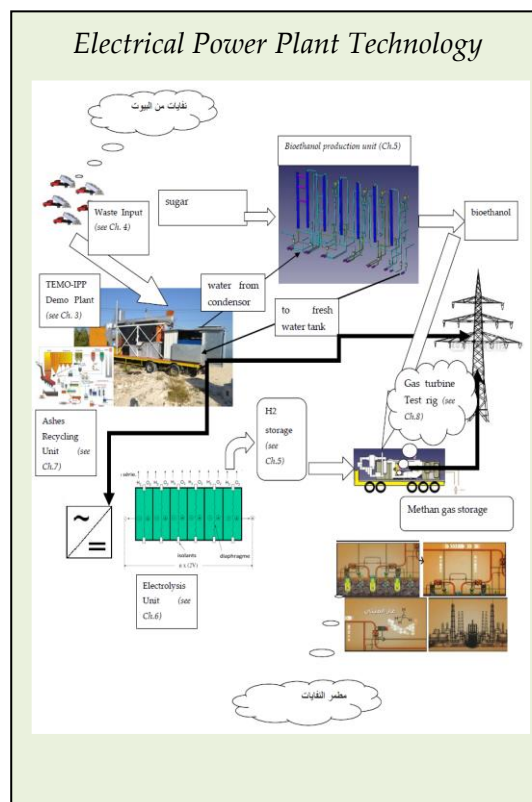 Electrical Power Plant Technology
نفايات من البيوت
Bioethanol production unit (Ch.5)
sugar
bioethanol
Waste Input
(see Ch. 4)
TEMO-IPP
Demo Plant
(see Ch. 3)
water from
condensor
to fresh
water tank
Gas turbine
Test rig (see
Ch.8)
Ashes
Recycling
Unit (see
Ch.7)
H2
storage
(see
Ch.5)
Methan gas storage
isolants
diaphragme
n x (2V)
Electrolysis
Unit (see
Ch.6)
مطمر النفايات